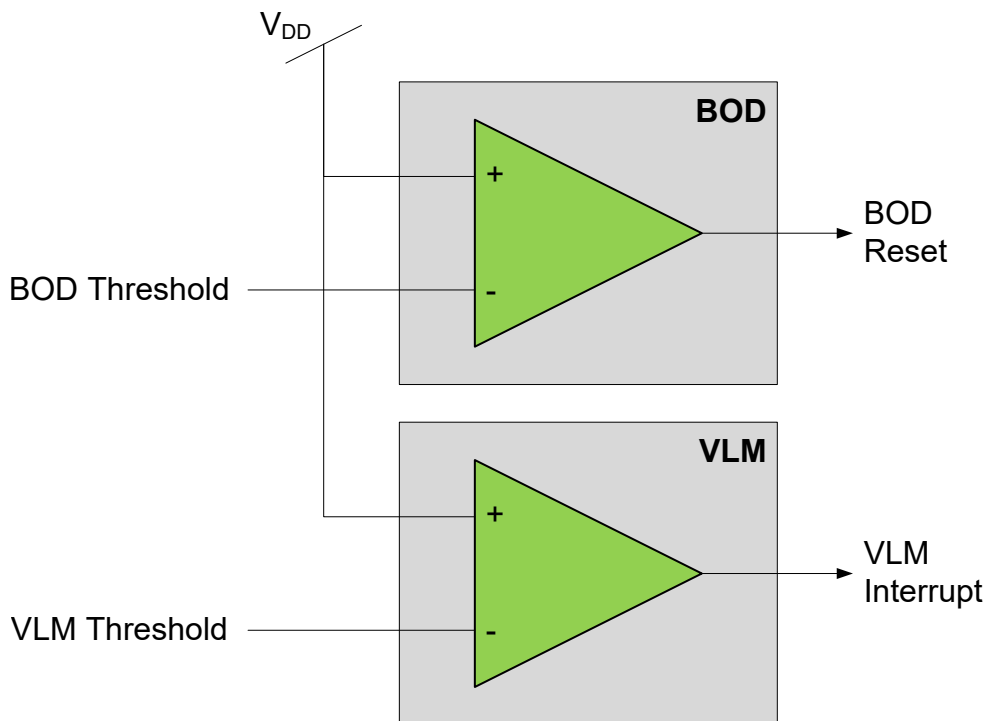 VDD
BOD
+
BOD
Reset
BOD Threshold
-
VLM
+
VLM
Interrupt
VLM Threshold
-